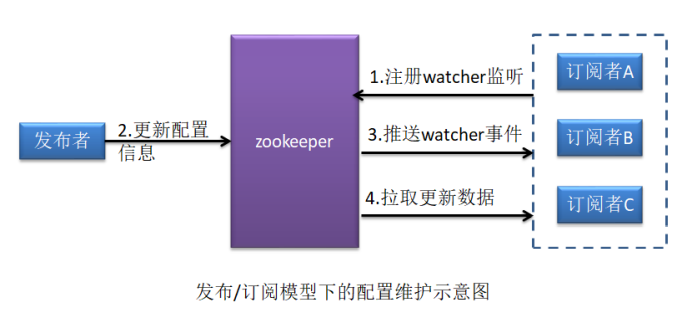 发布者
2.更新配置
信息
zookeeper
1.注册watcher监听
3.推送watcher事件
4.拉取更新数据
订阅者A
订阅者B
订阅者C
发布/订阅模型下的配置维护示意图